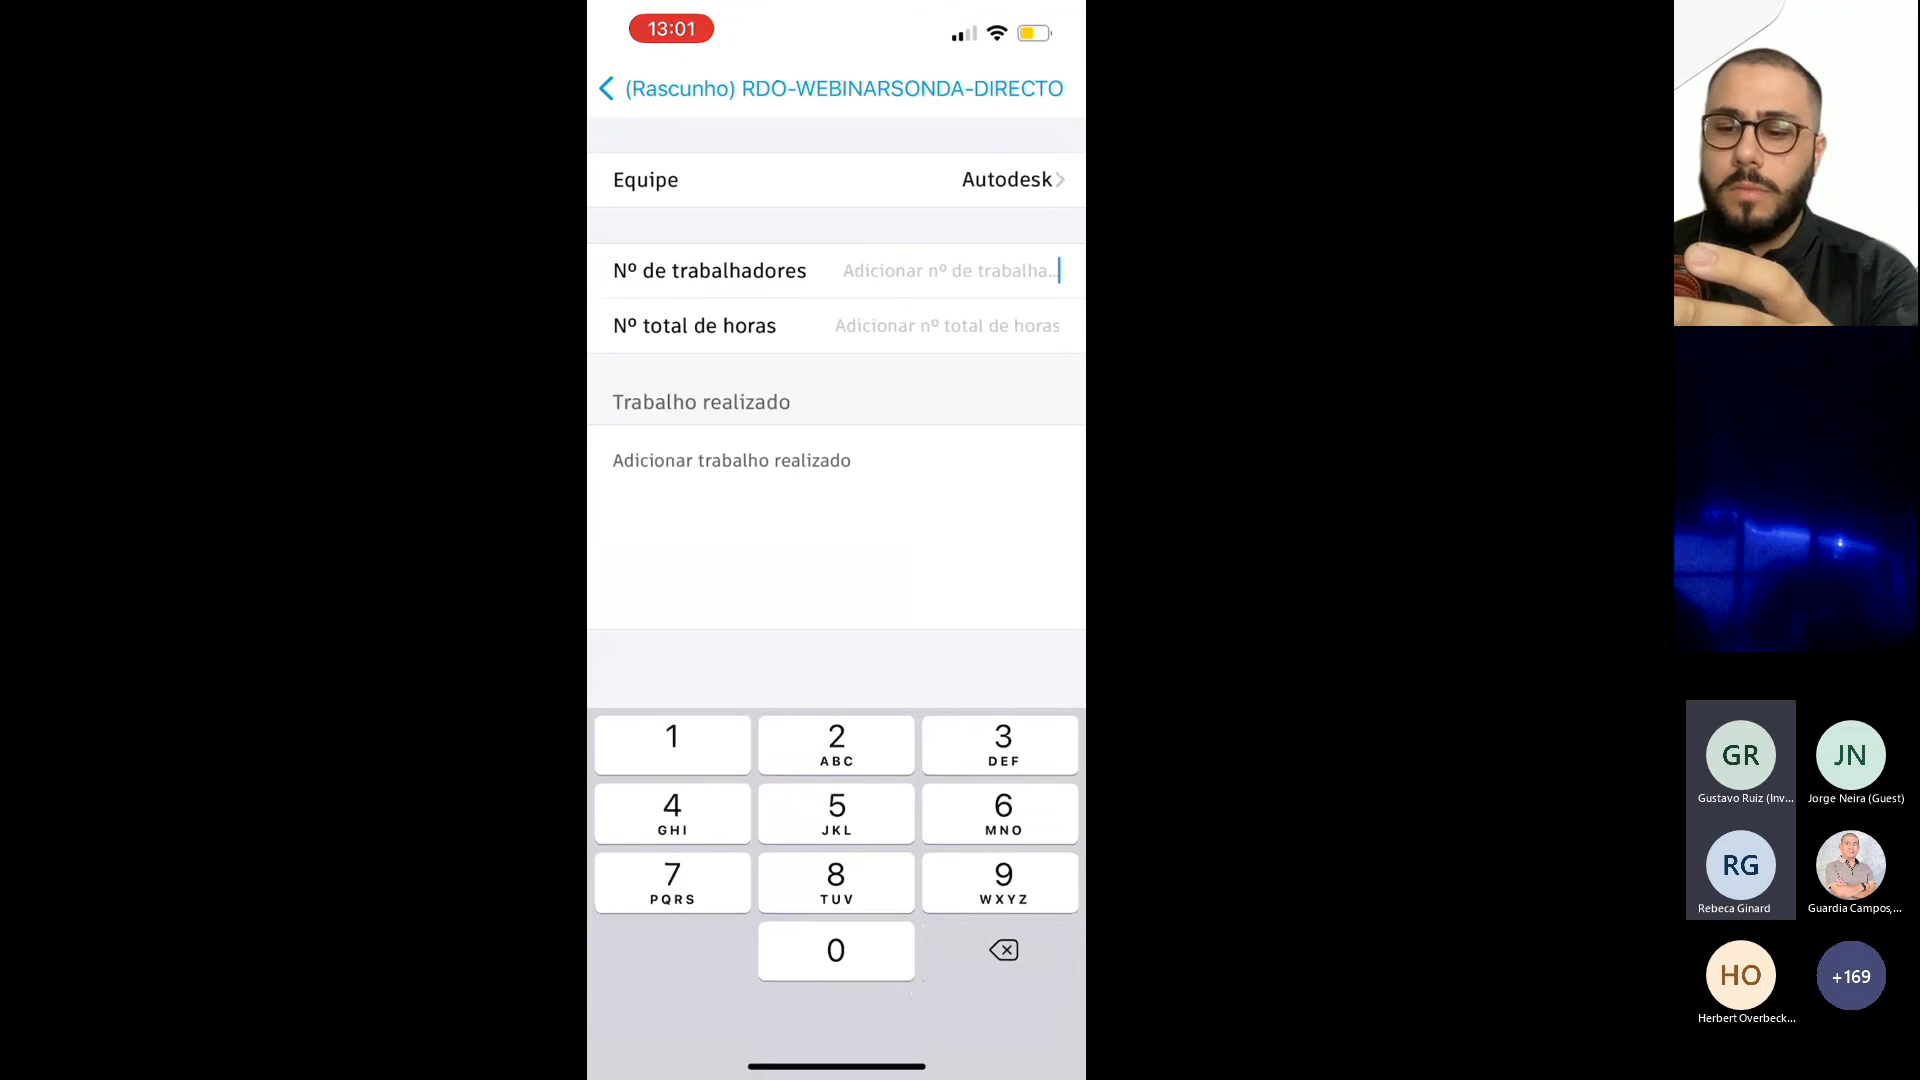 13:01
(Rascunho) RDO-WEBINARSONDA-DIRECTO
Equipe
Autodesk
Nº de trabalhadores
Adicionar nº de trabalha...
Nº total de horas
Adicionar nº total de horas
Trabalho realizado
Adicionar trabalho realizado
1
2
ABC
3
DEF
4
GHI
5
JKL
6
MNO
7
PQRS
8
TUV
9
WXYZ
0
GR
Gustavo Ruiz (Inv...
JN
Jorge Neira (Guest)
RG
Rebeca Ginard
Guardia Campos,...
HO
Herbert Overbeck...
+169